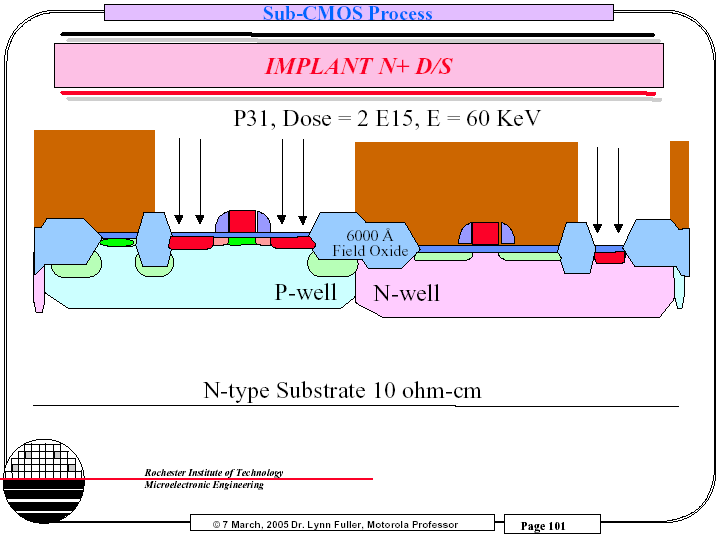 Sub-CMOS Process
IMPLANT N+ D/S
P31, Dose = 2 E15, E = 60 KeV
6000 Å
Field Oxide
P-well
N-well
N-type Substrate 10 ohm-cm
Rochester Institute of Technology
Microelectronic Engineering
© 7 March, 2005 Dr. Lynn Fuller, Motorola Professor
Page 101